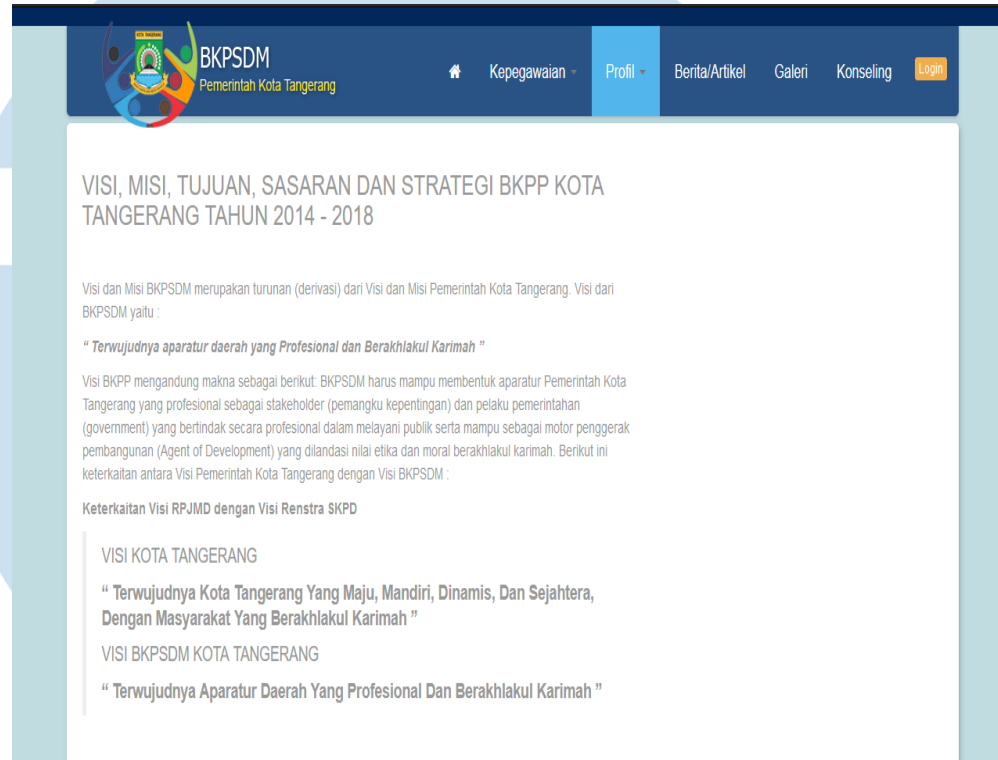 KOTA TANGERANG
BKPSDM
Pemerintah Kota Tangerang
Kepegawaian
Profil
Berita/Artikel
Galeri
Konseling
Login
VISI, MISI, TUJUAN, SASARAN DAN STRATEGI BKPP KOTA
TANGERANG TAHUN 2014 - 2018
Visi dan Misi BKPSDM merupakan turunan (derivasi) dari Visi dan Misi Pemerintah Kota Tangerang. Visi dari
BKPSDM yaitu :
“ Terwujudnya aparatur daerah yang Profesional dan Berakhlakul Karimah ”
Visi BKPP mengandung makna sebagai berikut: BKPSDM harus mampu membentuk aparatur Pemerintah Kota
Tangerang yang profesional sebagai stakeholder (pemangku kepentingan) dan pelaku pemerintahan
(government) yang bertindak secara profesional dalam melayani publik serta mampu sebagai motor penggerak
pembangunan (Agent of Development) yang dilandasi nilai etika dan moral berakhlakul karimah. Berikut ini
keterkaitan antara Visi Pemerintah Kota Tangerang dengan Visi BKPSDM :
Keterkaitan Visi RPJMD dengan Visi Renstra SKPD
VISI KOTA TANGERANG
“ Terwujudnya Kota Tangerang Yang Maju, Mandiri, Dinamis, Dan Sejahtera,
Dengan Masyarakat Yang Berakhlakul Karimah ”
VISI BKPSDM KOTA TANGERANG
“ Terwujudnya Aparatur Daerah Yang Profesional Dan Berakhlakul Karimah ”